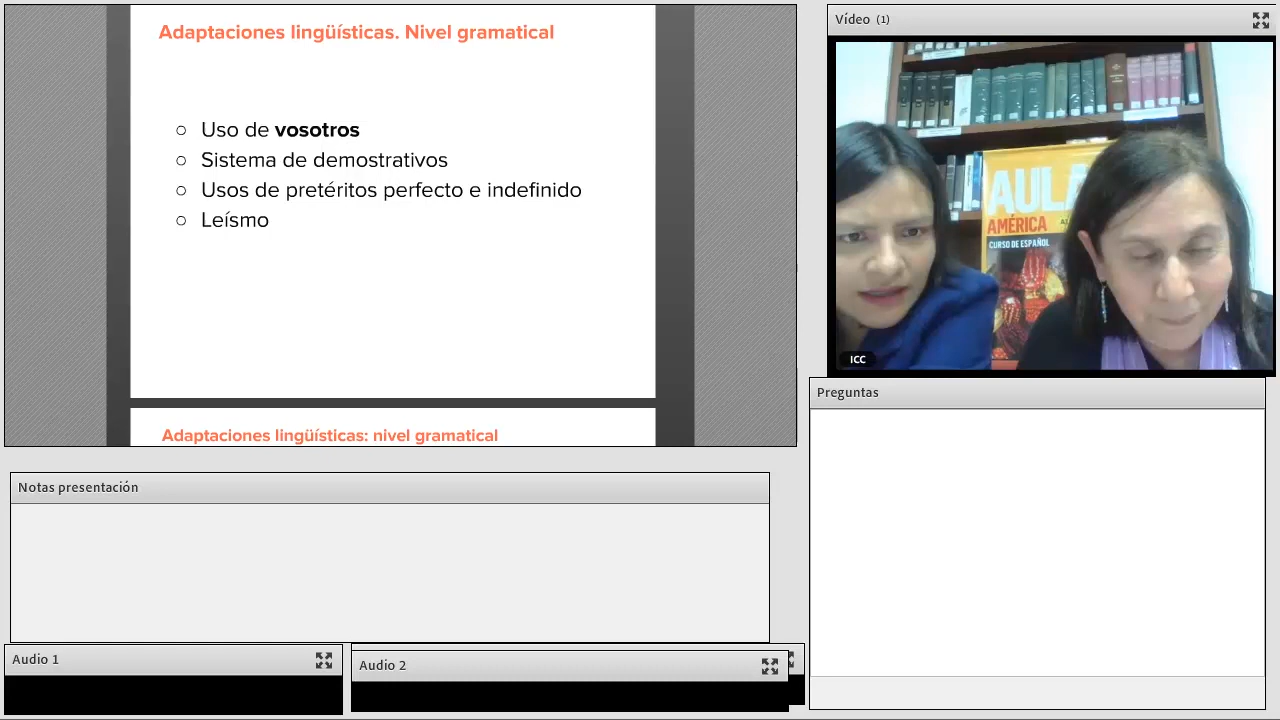 Adaptaciones lingüísticas. Nivel gramatical
○ Uso de vosotros
○ Sistema de demostrativos
○ Usos de pretéritos perfecto e indefinido
○ Leísmo
Adaptaciones lingüísticas: nivel gramatical
Vídeo (1)
AULA
AMÉRICA
CURSO DE ESPAÑOL
ICC
Preguntas
Notas presentación
Audio 1
Audio 2